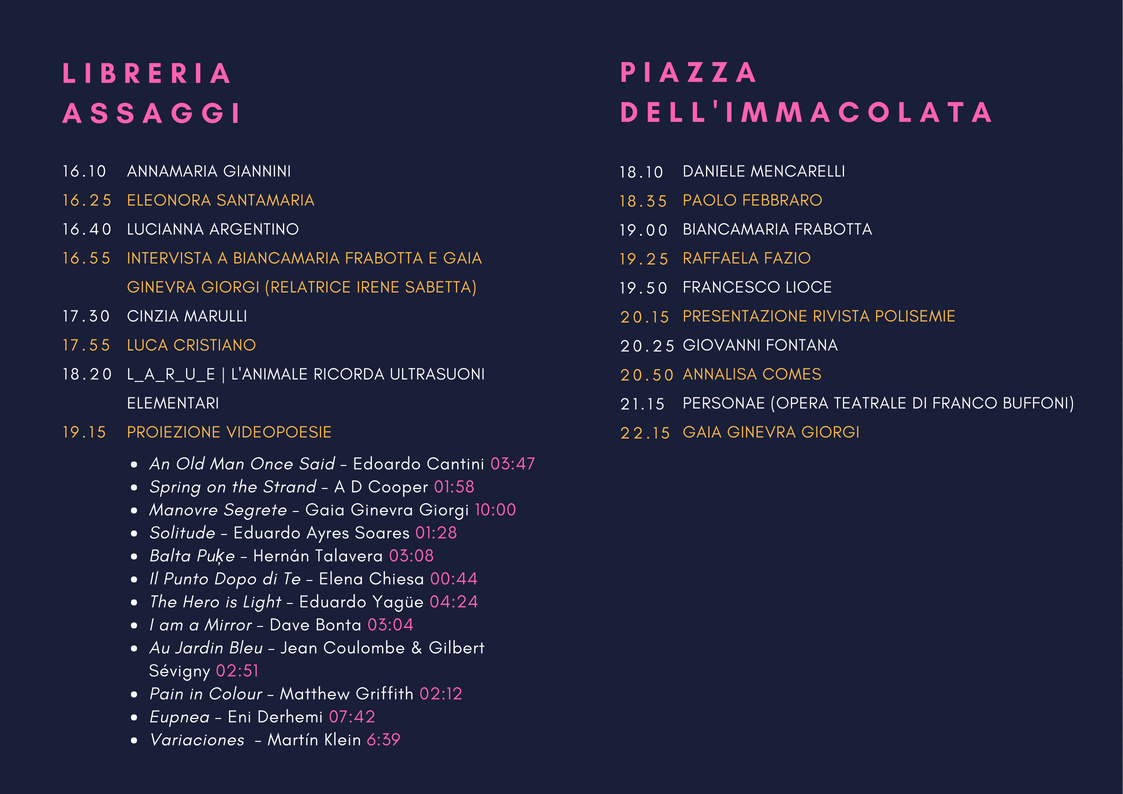 LIBRERIA
ASSAGGI
16.10 ANNAMARIA GIANNINI
16.25 ELEONORA SANTAMARIA
16.40 LUCIANNA ARGENTINO
16.55 INTERVISTA A BIANCAMARIA FRABOTTA E GAIA
GINEVRA GIORGI (RELATRICE IRENE SABETTA)
17.30 CINZIA MARULLI
17.55 LUCA CRISTIANO
18.20 L_A_R_U_E | L'ANIMALE RICORDA ULTRASUONI
ELEMENTARI
19.15 PROIEZIONE VIDEOPOESIE
• An Old Man Once Said – Edoardo Cantini 03:47
• Spring on the Strand – A D Cooper 01:58
• Manovre Segrete – Gaia Ginevra Giorgi 10:00
• Solitude – Eduardo Ayres Soares 01:28
• Balta Puķe – Hernán Talavera 03:08
• Il Punto Dopo di Te – Elena Chiesa 00:44
• The Hero is Light – Eduardo Yagüe 04:24
• I am a Mirror – Dave Bonta 03:04
• Au Jardin Bleu – Jean Coulombe & Gilbert
Sévigny 02:51
• Pain in Colour – Matthew Griffith 02:12
• Eupnea – Eni Derhemi 07:42
• Variaciones – Martín Klein 6:39
PIAZZA
DELL'IMMACOLATA
18.10 DANIELE MENCARELLI
18.35 PAOLO FEBBRARO
19.00 BIANCAMARIA FRABOTTA
19.25 RAFFAELA FAZIO
19.50 FRANCESCO LIOCE
20.15 PRESENTAZIONE RIVISTA POLISEMIE
20.25 GIOVANNI FONTANA
20.50 ANNALISA COMES
21.15 PERSONAE (OPERA TEATRALE DI FRANCO BUFFONI)
22.15 GAIA GINEVRA GIORGI